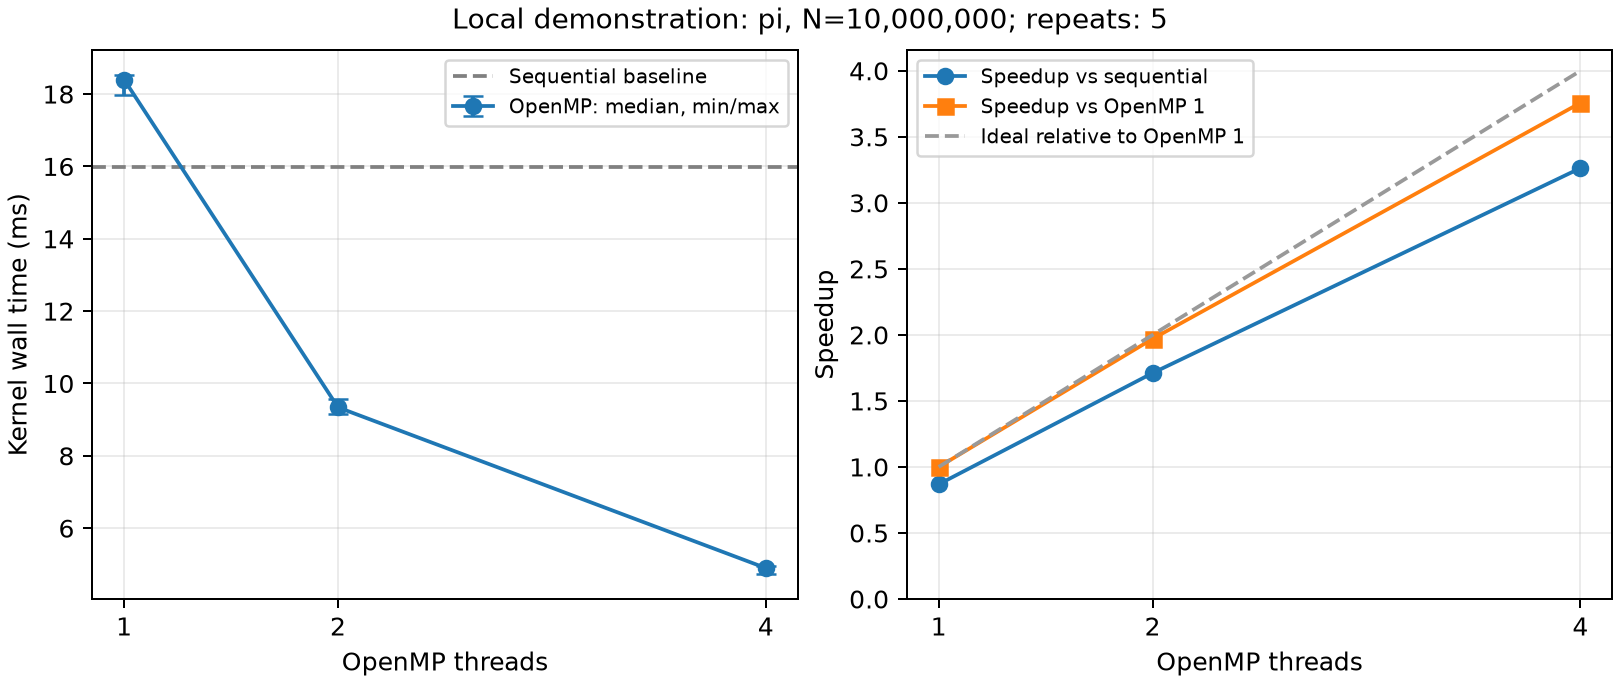 Local demonstration: pi, N=10,000,000; repeats: 5
Kernel wall time (ms)
18
16
14
12
10
8
6
1
2
4
OpenMP threads
Sequential baseline
OpenMP: median, min/max
Speedup
4.0
3.5
3.0
2.5
2.0
1.5
1.0
0.5
0.0
1
2
4
OpenMP threads
Speedup vs sequential
Speedup vs OpenMP 1
Ideal relative to OpenMP 1